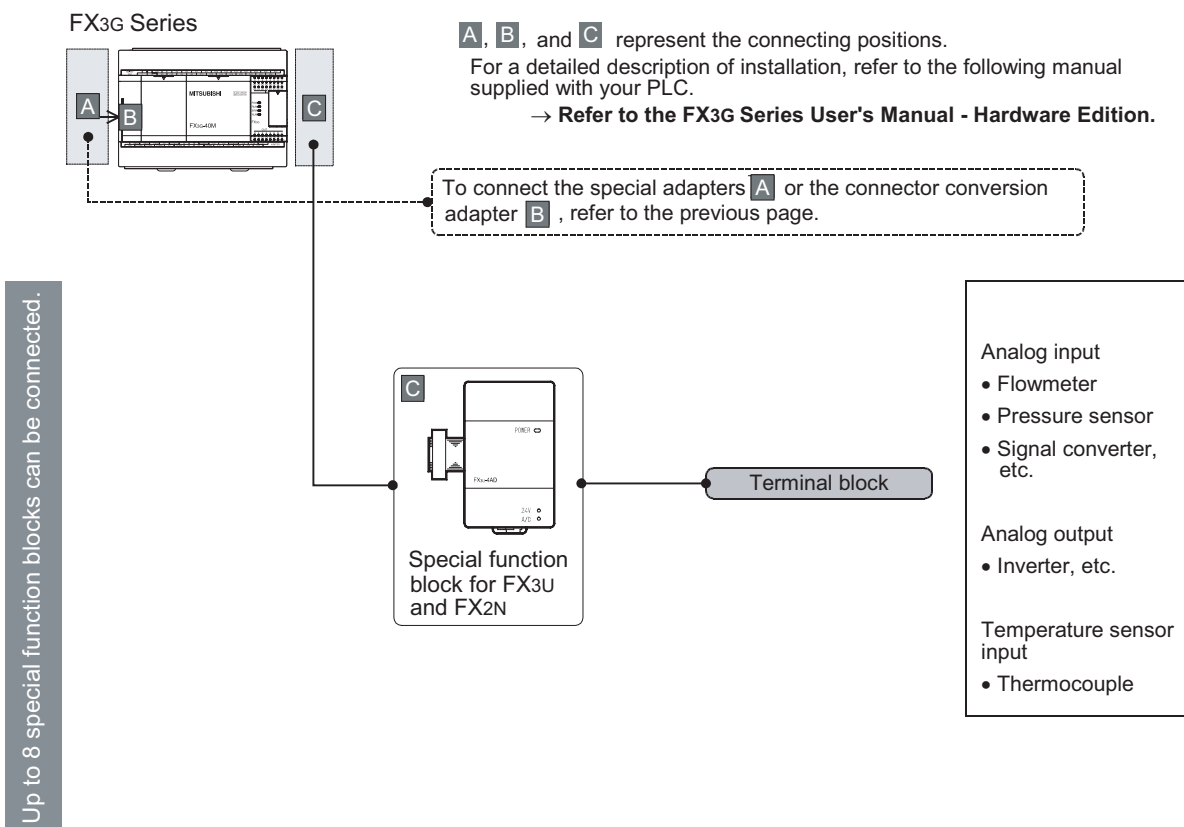 FX3G Series
A, B, and C represent the connecting positions.
For a detailed description of installation, refer to the following manual
supplied with your PLC.
→ Refer to the FX3G Series User's Manual - Hardware Edition.
A
B
C
MITSUBISHI
FX3G-40M
To connect the special adapters A or the connector conversion
adapter B , refer to the previous page.
Up to 8 special function blocks can be connected.
C
POWER
FX3U-4AD
24V
A/D
Special function
block for FX3U
and FX2N
Terminal block
Analog input
• Flowmeter
• Pressure sensor
• Signal converter,
etc.
Analog output
• Inverter, etc.
Temperature sensor
input
• Thermocouple